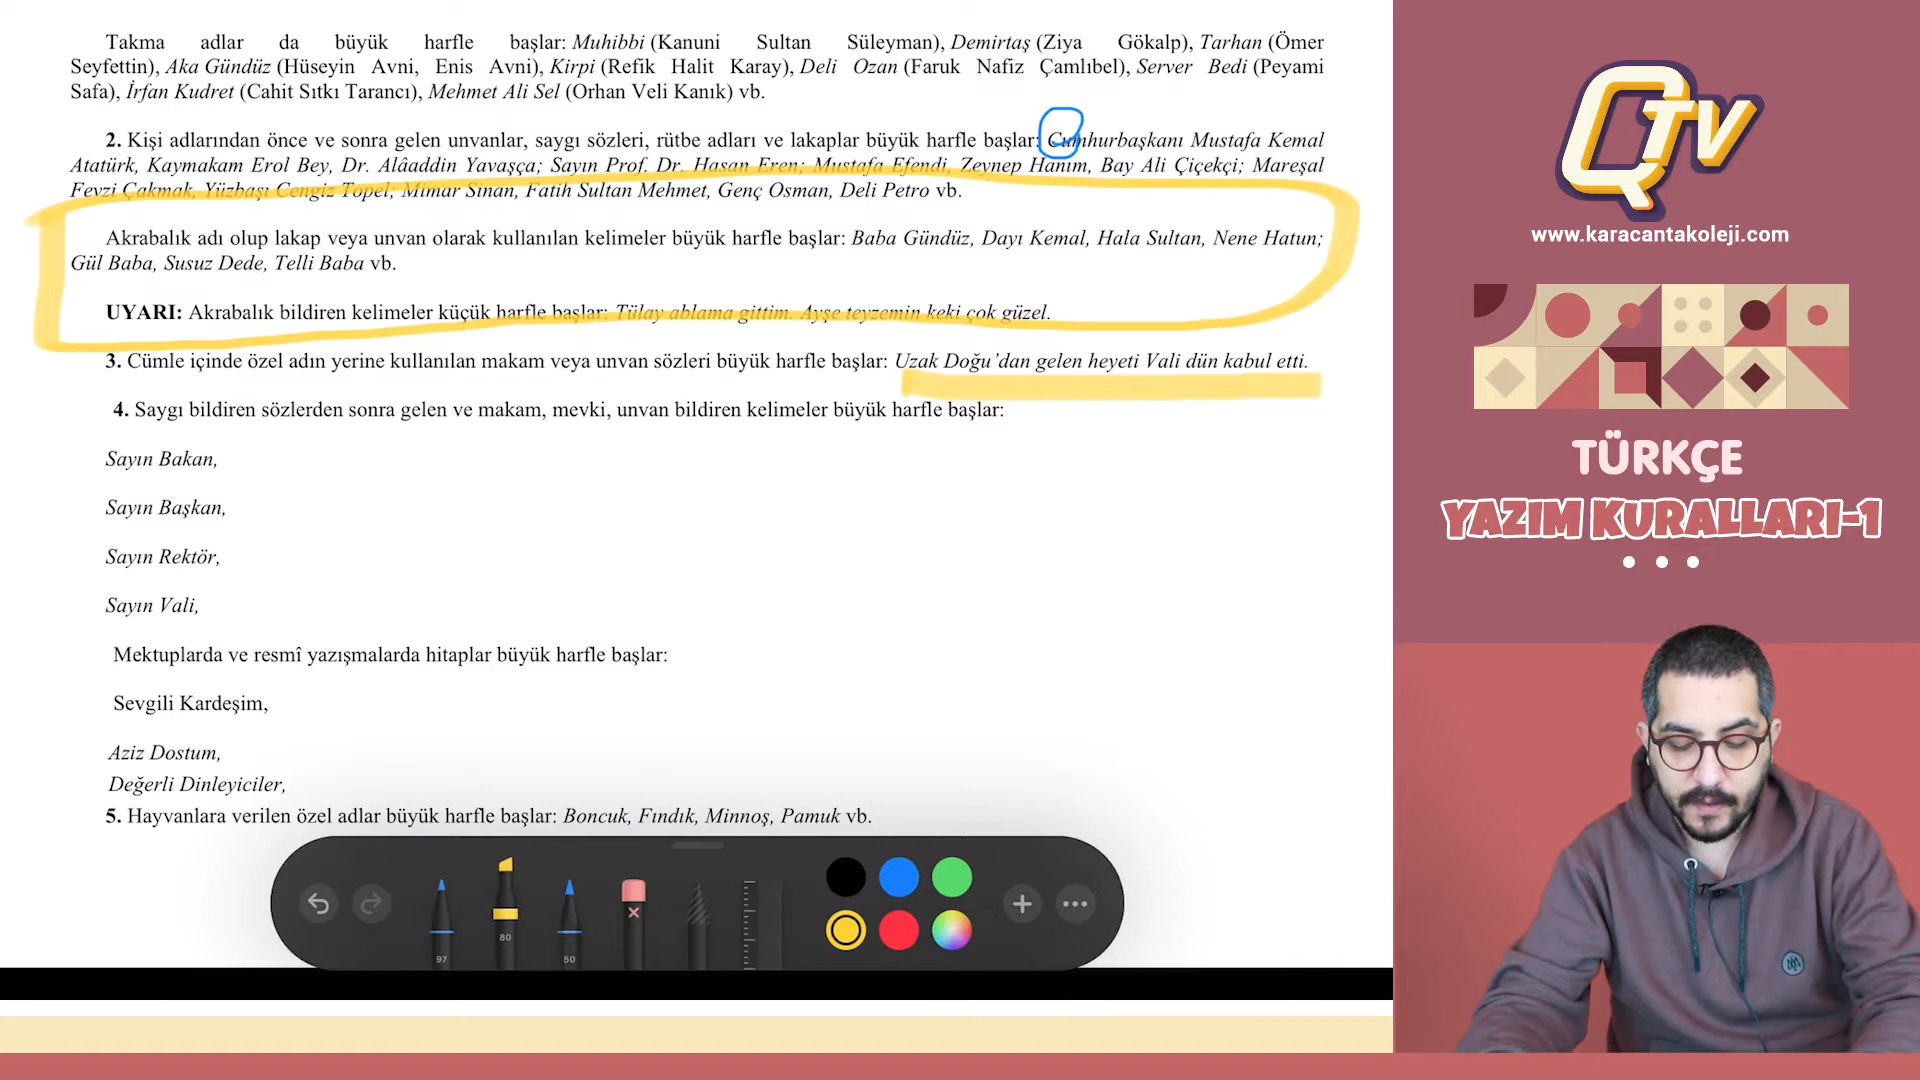 Takma adlar da büyük harfle başlar: Muhibbi (Kanuni Sultan Süleyman), Demirtaş (Ziya Gökalp), Tarhan (Ömer
Seyfettin), Aka Gündüz (Hüseyin Avni, Enis Avni), Kirpi (Refik Halit Karay), Deli Ozan (Faruk Nafiz Çamlıbel), Server Bedi (Peyami
Safa), İrfan Kudret (Cahit Sıtkı Tarancı), Mehmet Ali Sel (Orhan Veli Kanık) vb.
2. Kişi adlarından önce ve sonra gelen unvanlar, saygı sözleri, rütbe adları ve lakaplar büyük harfle başlar: Cumhurbaşkanı Mustafa Kemal
Atatürk, Kaymakam Erol Bey, Dr. Alâaddin Yavaşça; Sayın Prof. Dr. Hasan Eren; Mustafa Efendi, Zeynep Hanım, Bay Ali Çiçekçi; Mareşal
Fevzi Çakmak, Yüzbaşı Cengiz Topel; Mimar Sinan, Fatih Sultan Mehmet, Genç Osman, Deli Petro vb.
Akrabalık adı olup lakap veya unvan olarak kullanılan kelimeler büyük harfle başlar: Baba Gündüz, Dayı Kemal, Hala Sultan, Nene Hatun;
Gül Baba, Susuz Dede, Telli Baba vb.
UYARI: Akrabalık bildiren kelimeler küçük harfle başlar: Tülay ablama gittim. Ayşe teyzemin keki çok güzel.
3. Cümle içinde özel adın yerine kullanılan makam veya unvan sözleri büyük harfle başlar: Uzak Doğu’dan gelen heyeti Vali dün kabul etti.
4. Saygı bildiren sözlerden sonra gelen ve makam, mevki, unvan bildiren kelimeler büyük harfle başlar:
Sayın Bakan,
Sayın Başkan,
Sayın Rektör,
Sayın Vali,
Mektuplarda ve resmî yazışmalarda hitaplar büyük harfle başlar:
Sevgili Kardeşim,
Aziz Dostum,
Değerli Dinleyiciler,
5. Hayvanlara verilen özel adlar büyük harfle başlar: Boncuk, Fındık, Minnoş, Pamuk vb.
97
80
50
QTV
www.karacantakoleji.com
TÜRKÇE
YAZIM KURALLARI-1